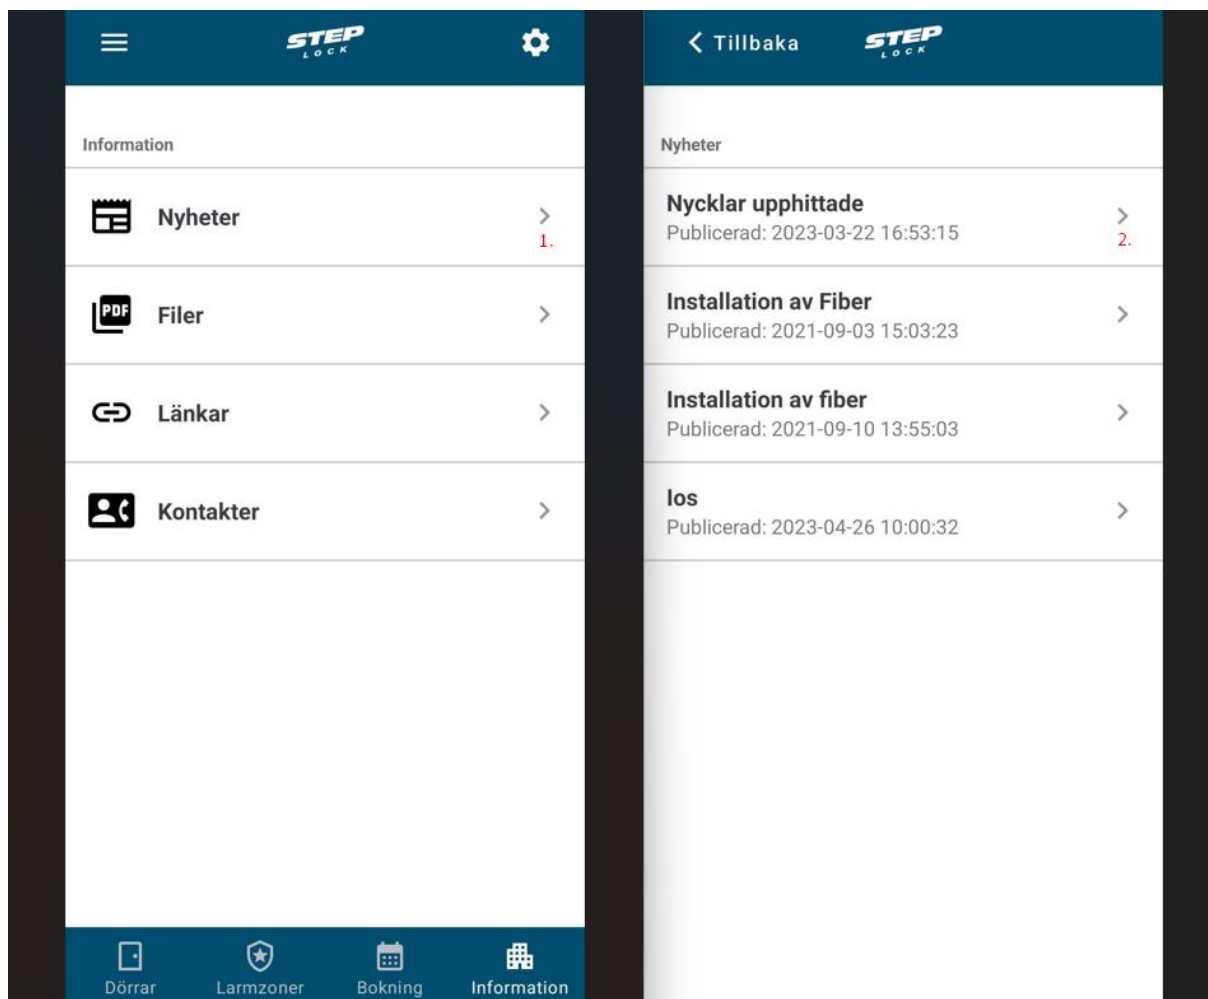 STEP
LOCK
Information
Nyheter
1.
PDF
Filer
Länkar
Kontakter
Dörrar
Larmzoner
Bokning
Information
Tillbaka
STEP
LOCK
Nyheter
Nycklar upphittade
Publicerad: 2023-03-22 16:53:15
2.
Installation av Fiber
Publicerad: 2021-09-03 15:03:23
Installation av fiber
Publicerad: 2021-09-10 13:55:03
Ios
Publicerad: 2023-04-26 10:00:32